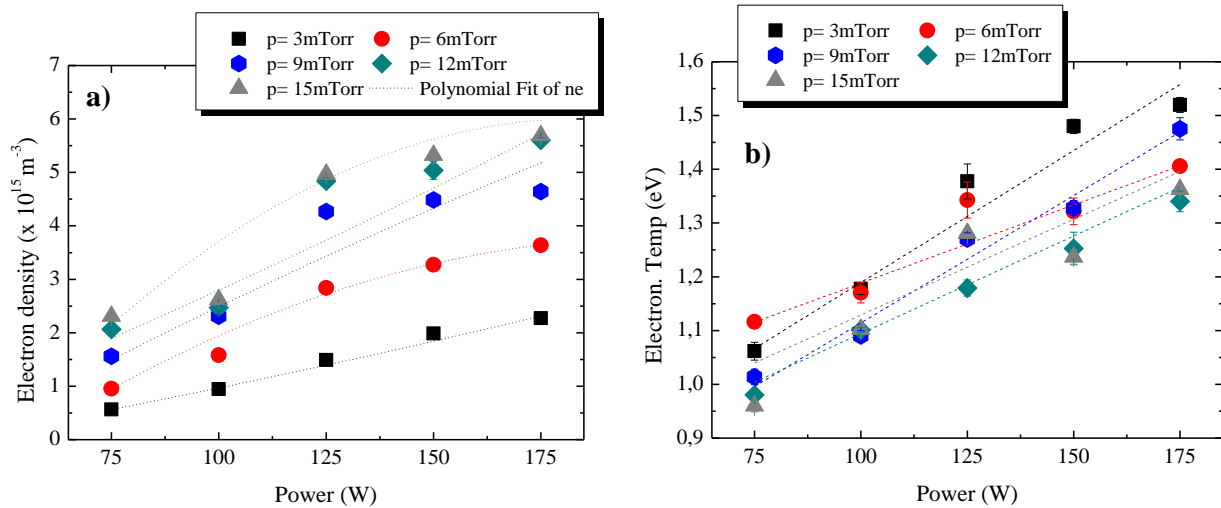 p= 3mTorr p= 6mTorr
p= 9mTorr p= 12mTorr
p= 15mTorr Polynomial Fit of ne
a)
7
6
5
4
3
2
1
0
Electron density (x 10¹⁵ m⁻³)
75 100 125 150 175
Power (W)
p= 3mTorr p= 6mTorr
p= 9mTorr p= 12mTorr
p= 15mTorr
b)
1,6
1,5
1,4
1,3
1,2
1,1
1,0
0,9
Electron. Temp (eV)
75 100 125 150 175
Power (W)